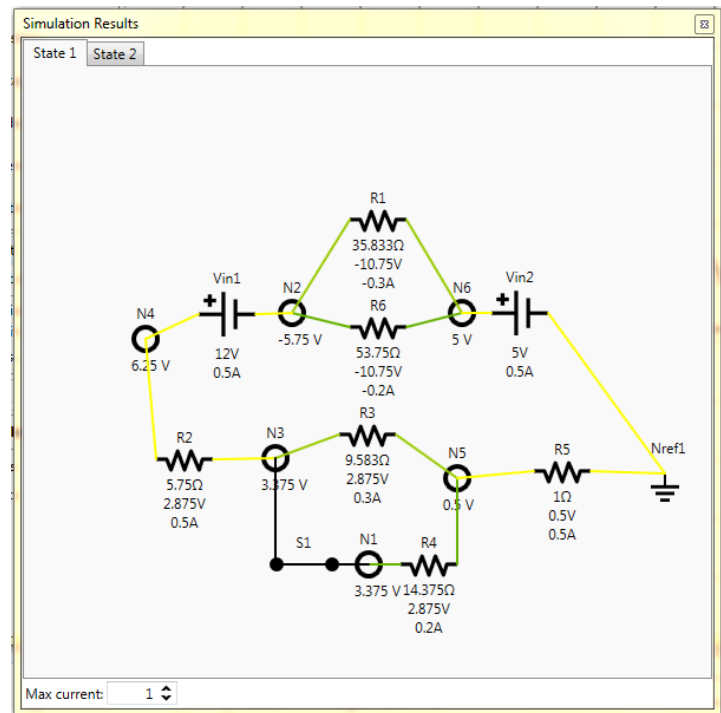 Simulation Results
State 1
State 2
R1
35.833Ω
-10.75V
-0.3A
Vin1
12V
0.5A
N2
-5.75 V
R6
53.75Ω
-10.75V
-0.2A
N6
5 V
Vin2
5V
0.5A
N4
6.25 V
R2
5.75Ω
2.875V
0.5A
N3
3.375 V
R3
9.583Ω
2.875V
0.3A
N5
0.5 V
R5
1Ω
0.5V
0.5A
Nref1
S1
N1
3.375 V
R4
14.375Ω
2.875V
0.2A
Max current: 1